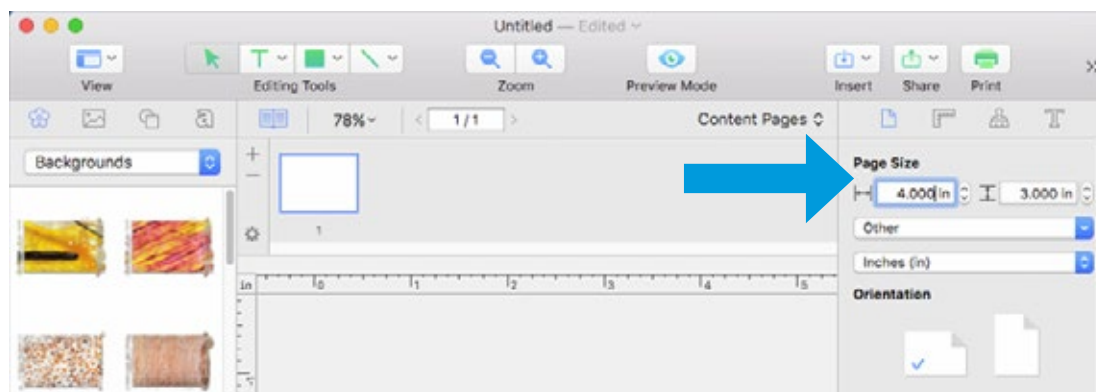 Untitled — Edited
View
Editing Tools
Zoom
Preview Mode
Insert
Share
Print
78%
1/1
Content Pages
Backgrounds
Page Size
4.000 in
3.000 in
Other
Inches (in)
Orientation
1
in
0
1
2
3
4
5
1